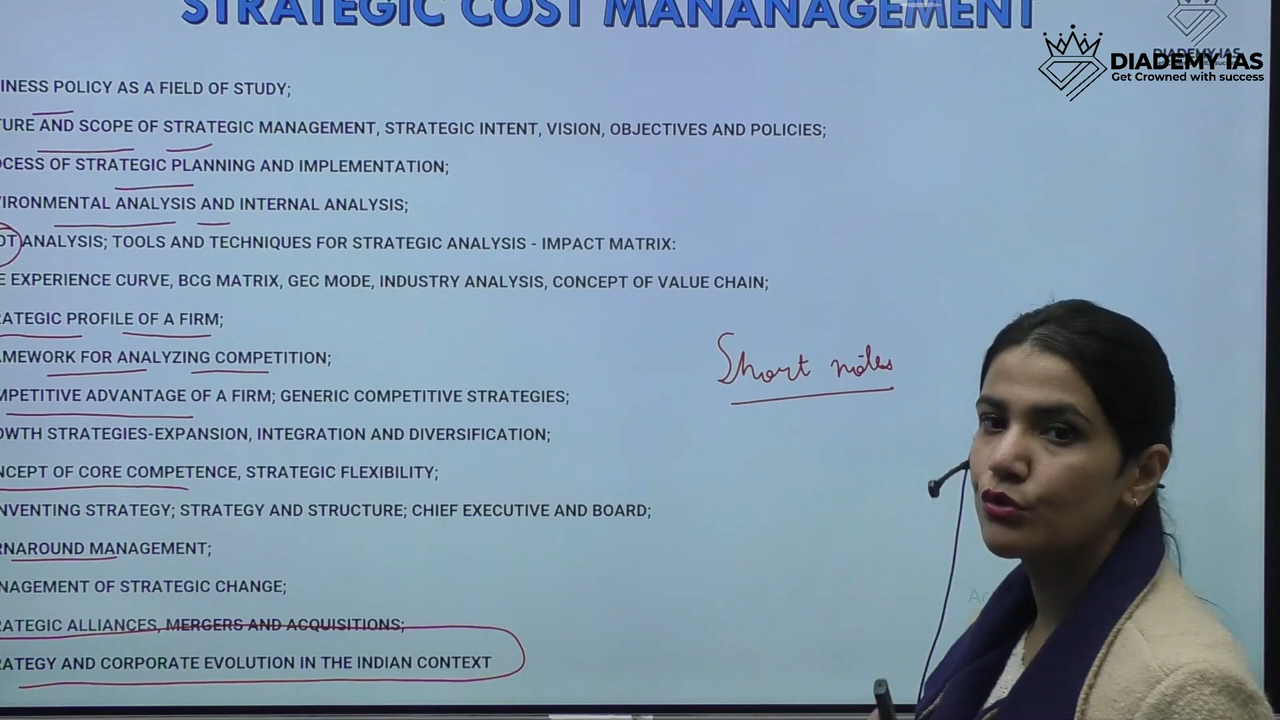 STRATEGIC COST MANANAGEMENT
DIADEMY IAS
Get Crowned with success
INESS POLICY AS A FIELD OF STUDY;
TURE AND SCOPE OF STRATEGIC MANAGEMENT, STRATEGIC INTENT, VISION, OBJECTIVES AND POLICIES;
OCESS OF STRATEGIC PLANNING AND IMPLEMENTATION;
VIRONMENTAL ANALYSIS AND INTERNAL ANALYSIS;
OT ANALYSIS; TOOLS AND TECHNIQUES FOR STRATEGIC ANALYSIS - IMPACT MATRIX:
E EXPERIENCE CURVE, BCG MATRIX, GEC MODE, INDUSTRY ANALYSIS, CONCEPT OF VALUE CHAIN;
RATEGIC PROFILE OF A FIRM;
AMEWORK FOR ANALYZING COMPETITION;
Short notes
MPETITIVE ADVANTAGE OF A FIRM; GENERIC COMPETITIVE STRATEGIES;
OWTH STRATEGIES-EXPANSION, INTEGRATION AND DIVERSIFICATION;
NCEPT OF CORE COMPETENCE, STRATEGIC FLEXIBILITY;
INVENTING STRATEGY; STRATEGY AND STRUCTURE; CHIEF EXECUTIVE AND BOARD;
RNAROUND MANAGEMENT;
NAGEMENT OF STRATEGIC CHANGE;
RATEGIC ALLIANCES, MERGERS AND ACQUISITIONS;
RATEGY AND CORPORATE EVOLUTION IN THE INDIAN CONTEXT